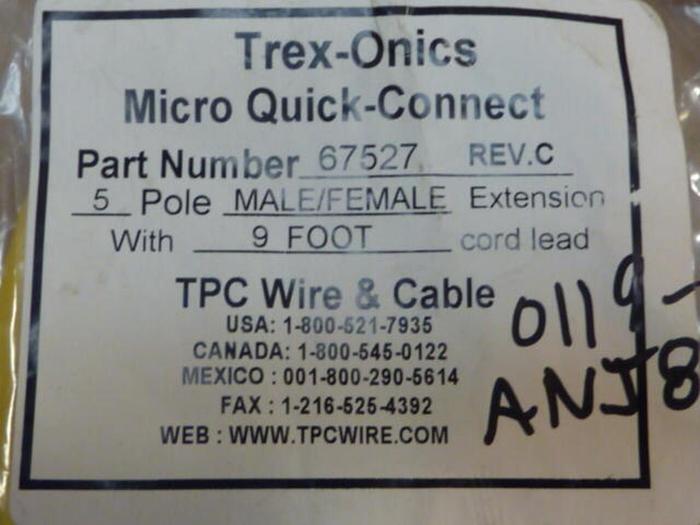 Trex-Onics
Micro Quick-Connect
Part Number 67527 REV.C
5 Pole MALE/FEMALE Extension
With 9 FOOT cord lead
TPC Wire & Cable
USA: 1-800-521-7935
CANADA: 1-800-545-0122
MEXICO : 001-800-290-5614
FAX : 1-216-525-4392
WEB : WWW.TPCWIRE.COM
0119-
ANJ8